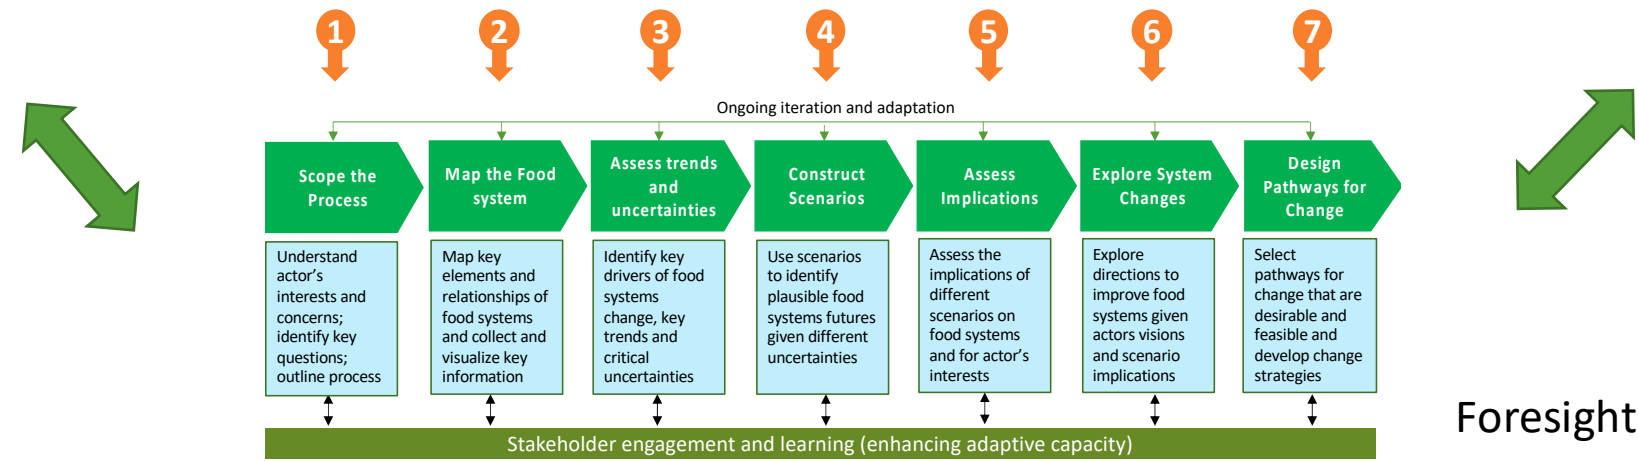 1
2
3
4
5
6
7
Ongoing iteration and adaptation
Scope the
Process
Map the Food
system
Assess trends
and
uncertainties
Construct
Scenarios
Assess
Implications
Explore System
Changes
Design
Pathways for
Change
Understand
actor's
interests and
concerns;
identify key
questions;
outline process
Map key
elements and
relationships of
food systems
and collect and
visualize key
information
Identify key
drivers of food
systems
change, key
trends and
critical
uncertainties
Use scenarios
to identify
plausible food
systems futures
given different
uncertainties
Assess the
implications of
different
scenarios on
food systems
and for actor's
interests
Explore
directions to
improve food
systems given
actors visions
and scenario
implications
Select
pathways for
change that are
desirable and
feasible and
develop change
strategies
Foresight
Stakeholder engagement and learning (enhancing adaptive capacity)